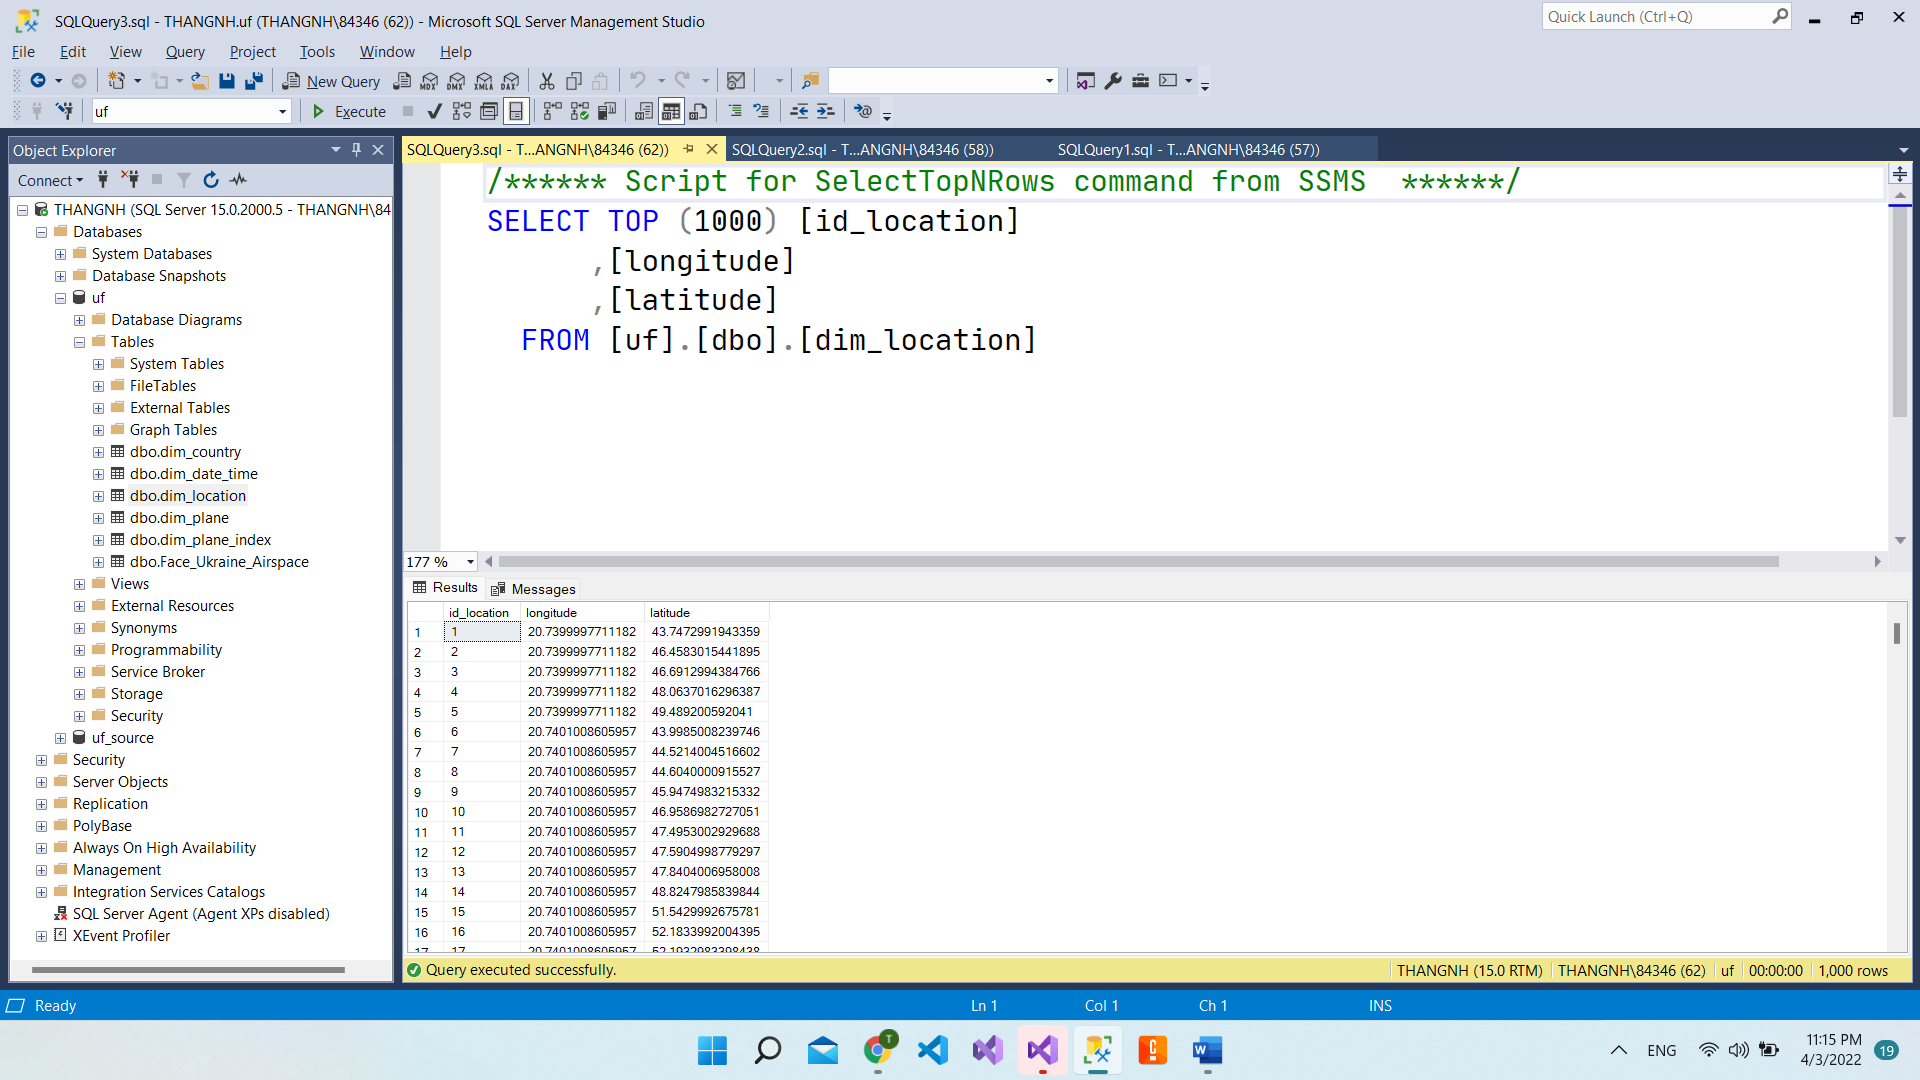 SQLQuery3.sql - THANGNH.uf (THANGNH\84346 (62)) - Microsoft SQL Server Management Studio
Quick Launch (Ctrl+Q)
File Edit View Query Project Tools Window Help
New Query
MDX DMX XMLA DAX
uf
Execute
Object Explorer
Connect
THANGNH (SQL Server 15.0.2000.5 - THANGNH\84
Databases
System Databases
Database Snapshots
uf
Database Diagrams
Tables
System Tables
FileTables
External Tables
Graph Tables
dbo.dim_country
dbo.dim_date_time
dbo.dim_location
dbo.dim_plane
dbo.dim_plane_index
dbo.Face_Ukraine_Airspace
Views
External Resources
Synonyms
Programmability
Service Broker
Storage
Security
uf_source
Security
Server Objects
Replication
PolyBase
Always On High Availability
Management
Integration Services Catalogs
SQL Server Agent (Agent XPs disabled)
XEvent Profiler
SQLQuery3.sql - T...ANGNH\84346 (62)) SQLQuery2.sql - T...ANGNH\84346 (58)) SQLQuery1.sql - T...ANGNH\84346 (57))
/****** Script for SelectTopNRows command from SSMS ******/
SELECT TOP (1000) [id_location]
,[longitude]
,[latitude]
FROM [uf].[dbo].[dim_location]
177 %
Results Messages
id_location longitude latitude
1 1 20.7399997711182 43.7472991943359
2 2 20.7399997711182 46.4583015441895
3 3 20.7399997711182 46.6912994384766
4 4 20.7399997711182 48.0637016296387
5 5 20.7399997711182 49.489200592041
6 6 20.7401008605957 43.9985008239746
7 7 20.7401008605957 44.5214004516602
8 8 20.7401008605957 44.6040000915527
9 9 20.7401008605957 45.9474983215332
10 10 20.7401008605957 46.9586982727051
11 11 20.7401008605957 47.4953002929688
12 12 20.7401008605957 47.5904998779297
13 13 20.7401008605957 47.8404006958008
14 14 20.7401008605957 48.8247985839844
15 15 20.7401008605957 51.5429992675781
16 16 20.7401008605957 52.1833992004395
17 17 20.7401008605957 52.1932983398438
Query executed successfully.
THANGNH (15.0 RTM) THANGNH\84346 (62) uf 00:00:00 1,000 rows
Ready Ln 1 Col 1 Ch 1 INS
T
ENG
11:15 PM
4/3/2022
19